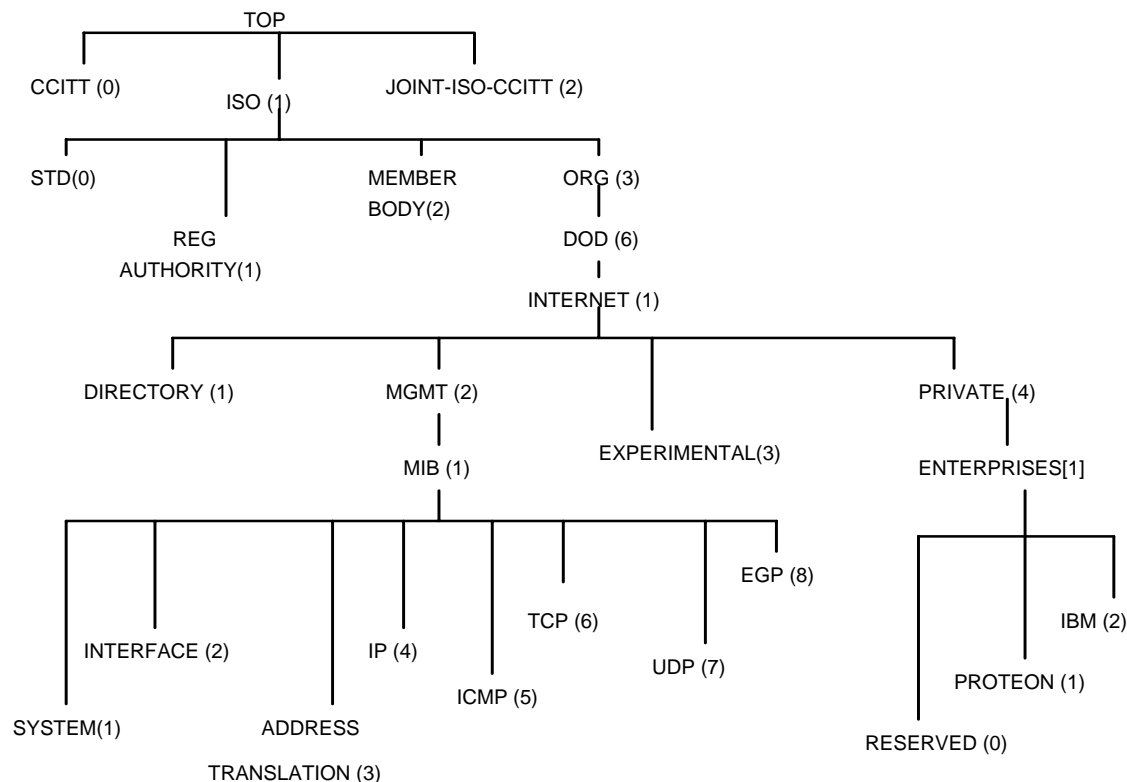 TOP
CCITT (0)
ISO (1)
JOINT-ISO-CCITT (2)
STD(0)
REG
AUTHORITY(1)
MEMBER
BODY(2)
ORG (3)
DOD (6)
INTERNET (1)
DIRECTORY (1)
MGMT (2)
EXPERIMENTAL(3)
PRIVATE (4)
MIB (1)
ENTERPRISES[1]
SYSTEM(1)
INTERFACE (2)
ADDRESS
TRANSLATION (3)
IP (4)
ICMP (5)
TCP (6)
UDP (7)
EGP (8)
RESERVED (0)
PROTEON (1)
IBM (2)